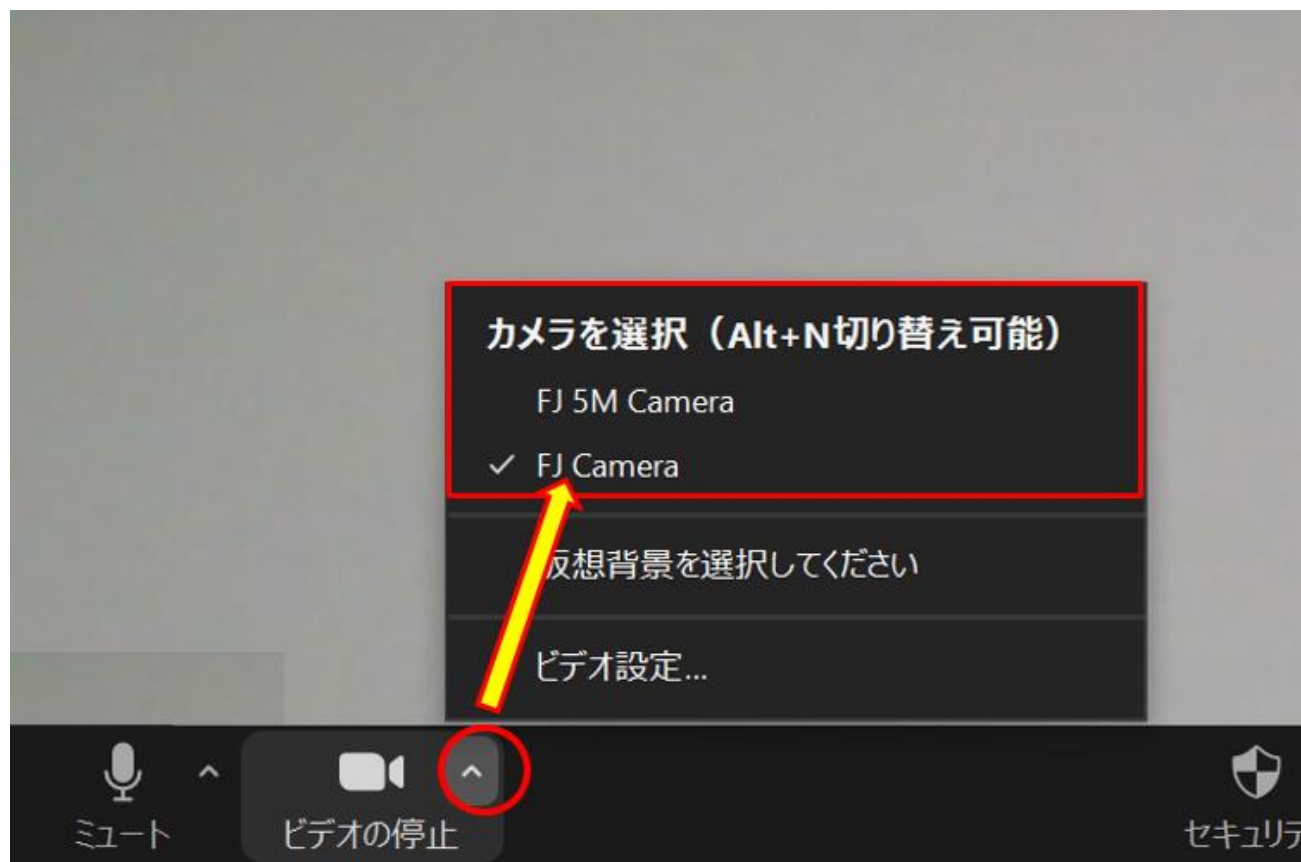 カメラを選択（Alt+N切り替え可能）
FJ 5M Camera
FJ Camera
仮想背景を選択してください
ビデオ設定...
ミュート
ビデオの停止
セキュリテ